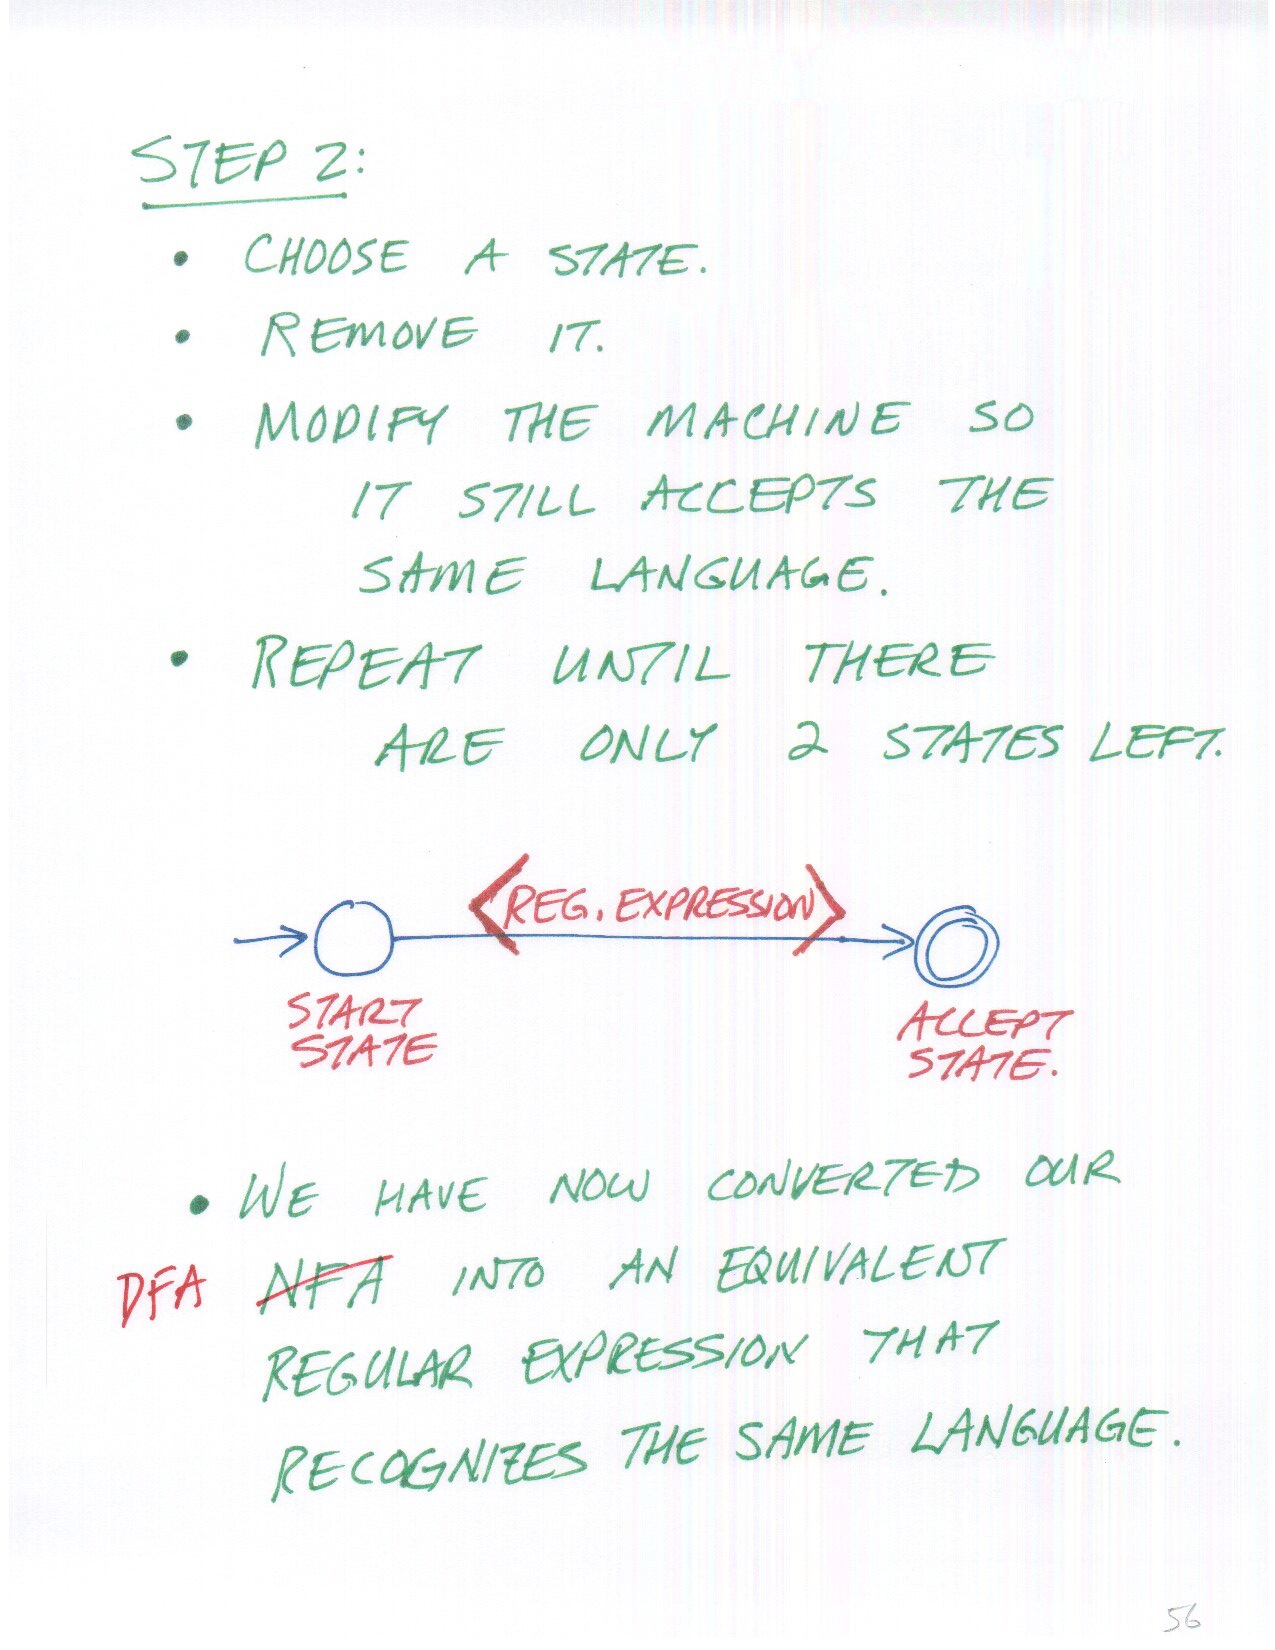 STEP 2:
• CHOOSE A STATE.
• REMOVE IT.
• MODIFY THE MACHINE SO
IT STILL ACCEPTS THE
SAME LANGUAGE.
• REPEAT UNTIL THERE
ARE ONLY 2 STATES LEFT.
<REG. EXPRESSION>
START
STATE
ACCEPT
STATE.
• WE HAVE NOW CONVERTED OUR
DFA NFA INTO AN EQUIVALENT
REGULAR EXPRESSION THAT
RECOGNIZES THE SAME LANGUAGE.
56